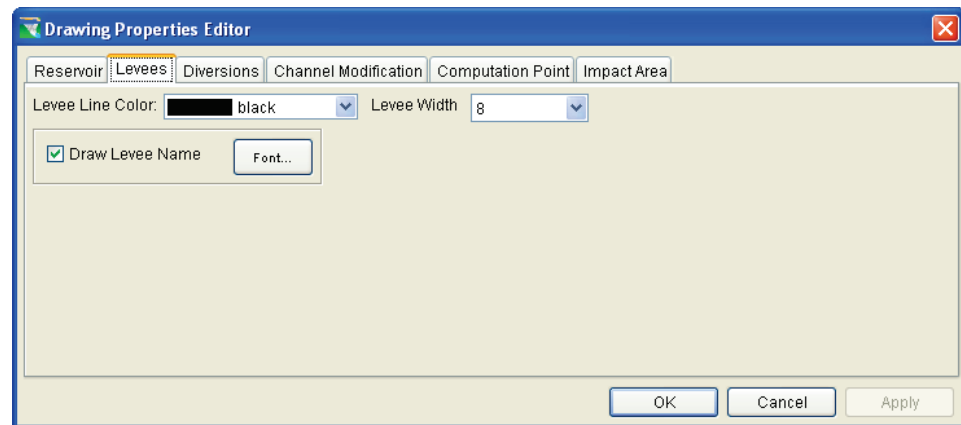 Drawing Properties Editor
Reservoir Levees Diversions Channel Modification Computation Point Impact Area
Levee Line Color: black Levee Width 8
Draw Levee Name Font...
OK Cancel Apply